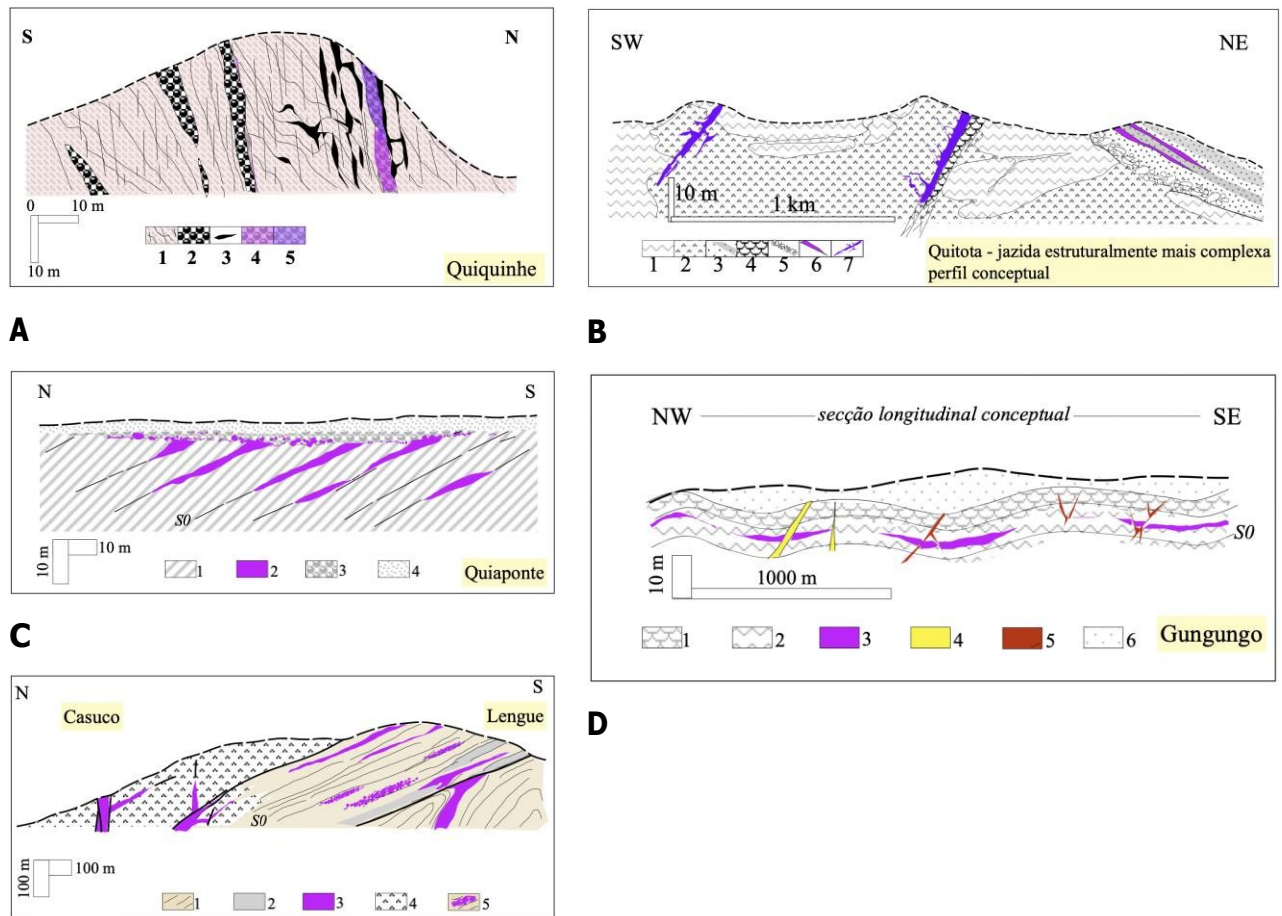 S
N
0
10 m
10 m
1 2 3 4 5
Quiquinhe
A
SW
NE
10 m
1 km
1 2 3 4 5 6 7
Quitota - jazida estruturalmente mais complexa
perfil conceptual
B
N
S
S0
10 m
10 m
1 2 3 4
Quiaponte
C
NW
secção longitudinal conceptual
SE
S0
10 m
1000 m
1 2 3 4 5 6
Gungungo
D
N
S
Casuco
Lengue
S0
100 m
100 m
1 2 3 4 5